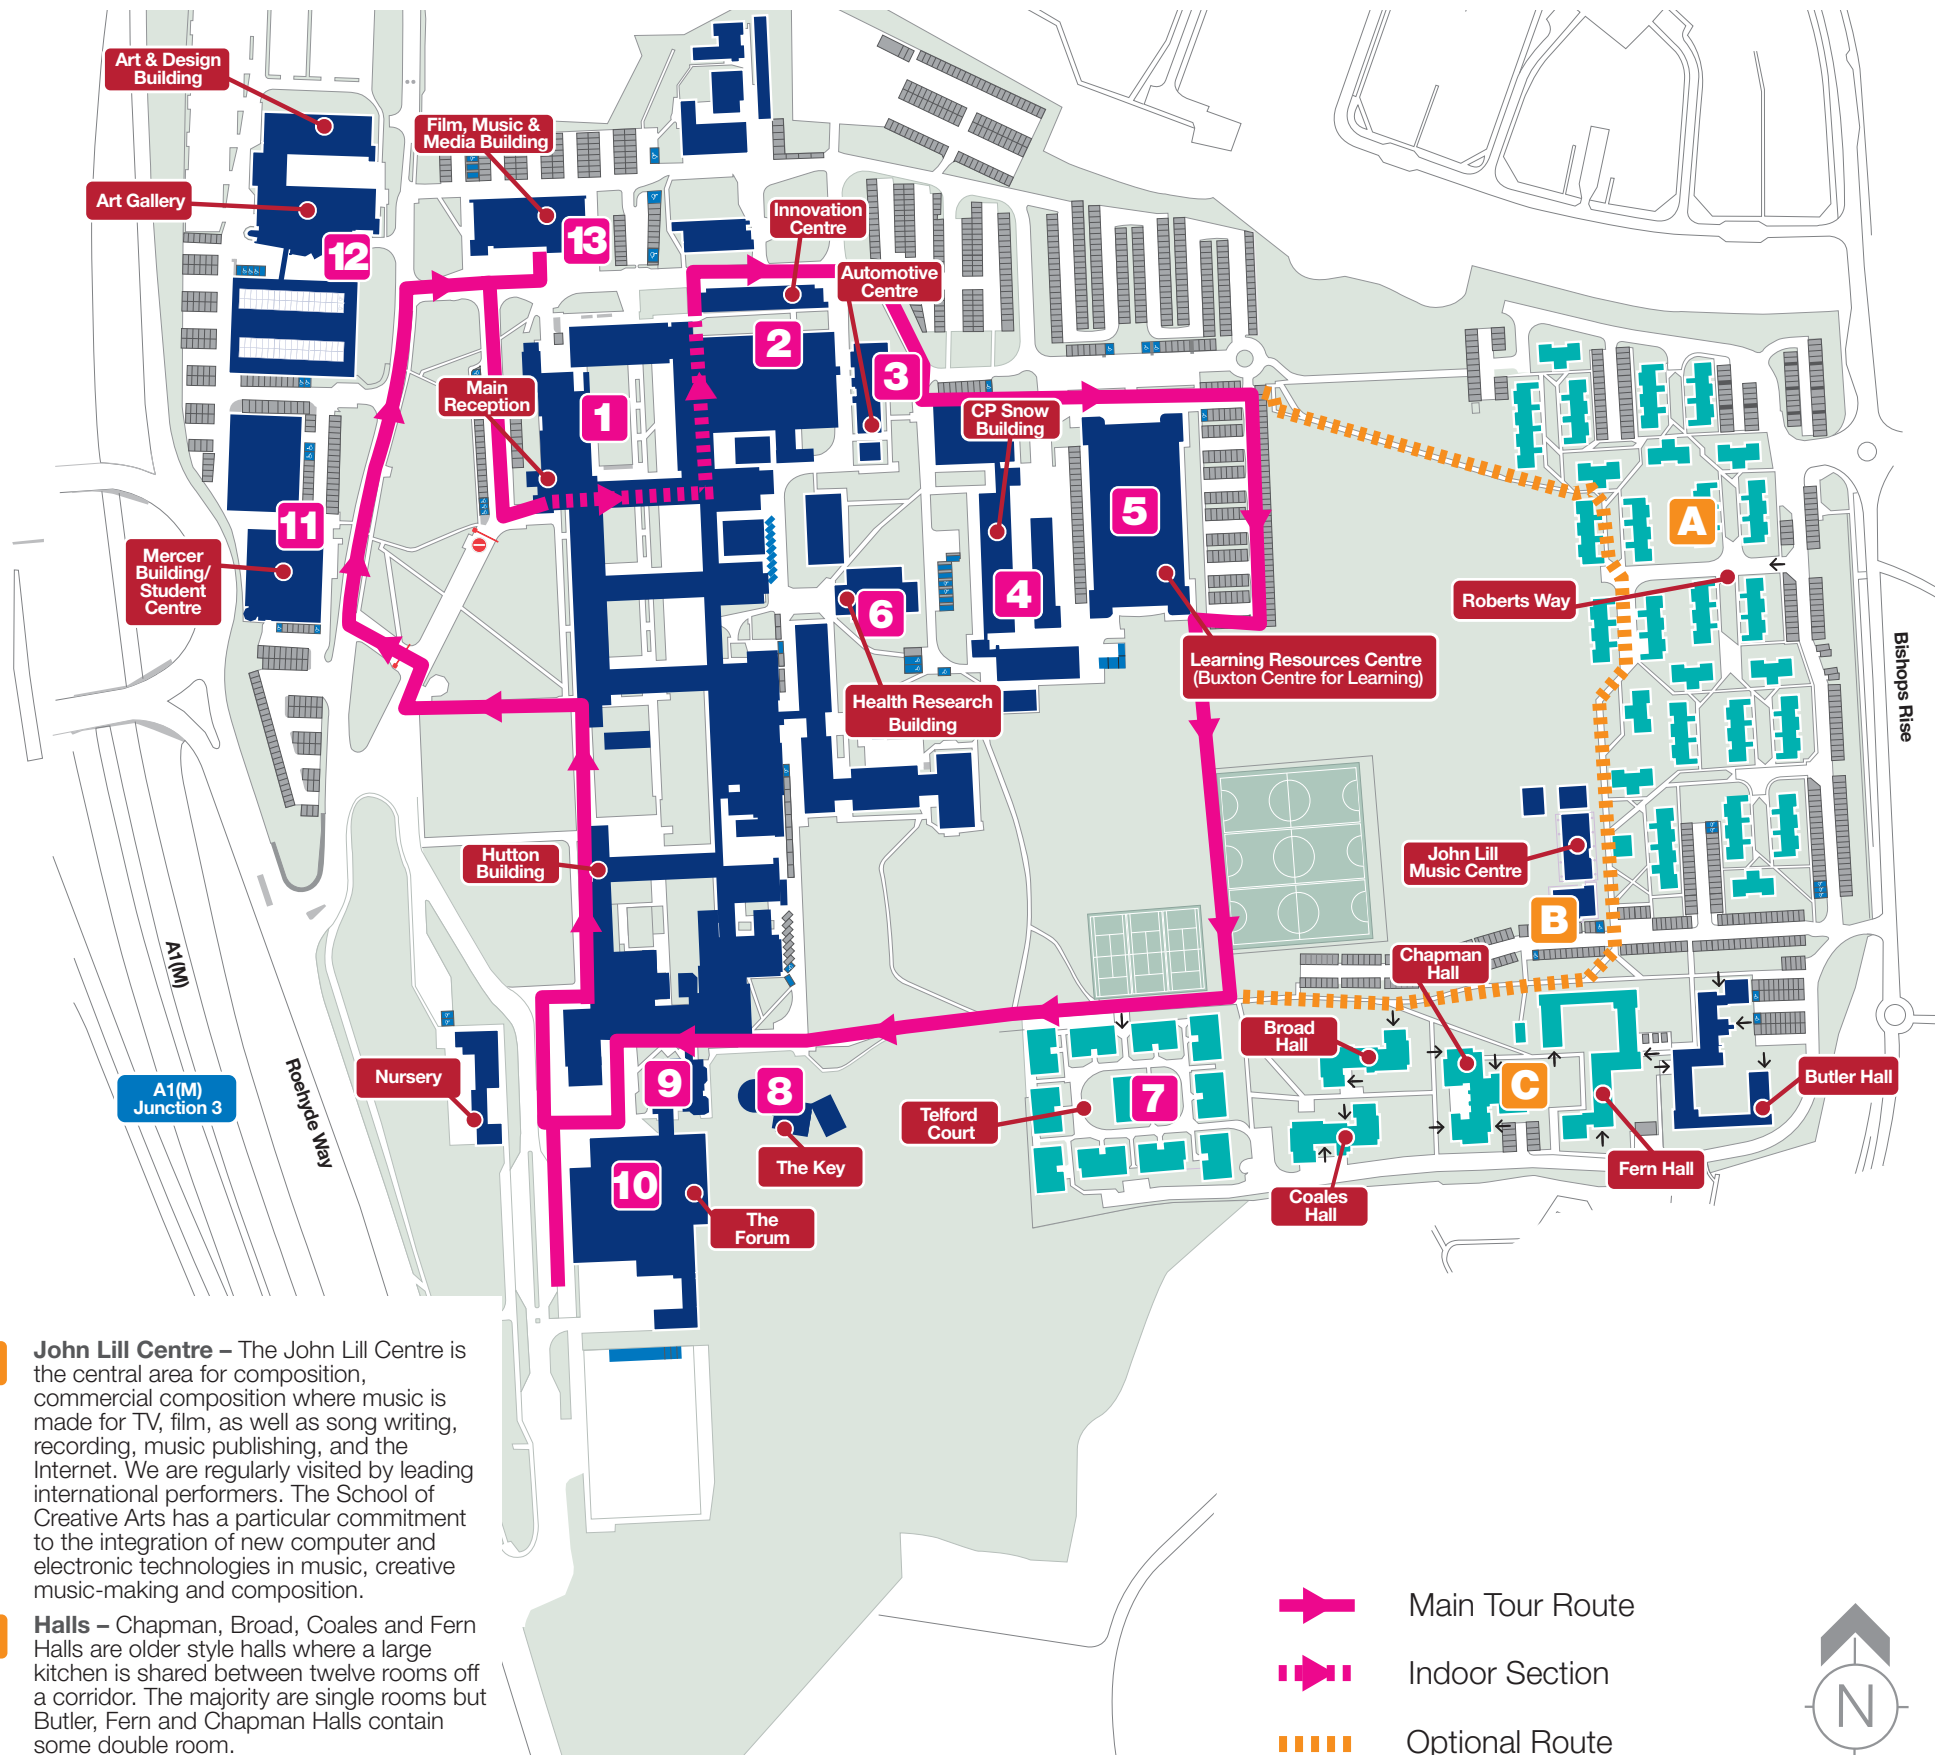 Art & Design
Building
Film, Music &
Media Building
Art Gallery
Innovation
Centre
13
12
Automotive
Centre
2
3
Main
Reception
1
CP Snow
Building
5
A
11
Mercer
Building/
Student
Centre
4
6
Roberts Way
Learning Resources Centre
(Buxton Centre for Learning)
Bishops Rise
Health Research
Building
Hutton
Building
John Lill
Music Centre
B
A1(M)
Chapman
Hall
Broad
Hall
Roehyde Way
Nursery
A1(M)
Junction 3
9
8
7
C
Butler Hall
Telford
Court
The Key
Fern Hall
10
Coales
Hall
The
Forum
John Lill Centre – The John Lill Centre is
the central area for composition,
commercial composition where music is
made for TV, film, as well as song writing,
recording, music publishing, and the
Internet. We are regularly visited by leading
international performers. The School of
Creative Arts has a particular commitment
to the integration of new computer and
electronic technologies in music, creative
music-making and composition.
Halls – Chapman, Broad, Coales and Fern
Halls are older style halls where a large
kitchen is shared between twelve rooms off
a corridor. The majority are single rooms but
Butler, Fern and Chapman Halls contain
some double room.
Main Tour Route
Indoor Section
Optional Route
N